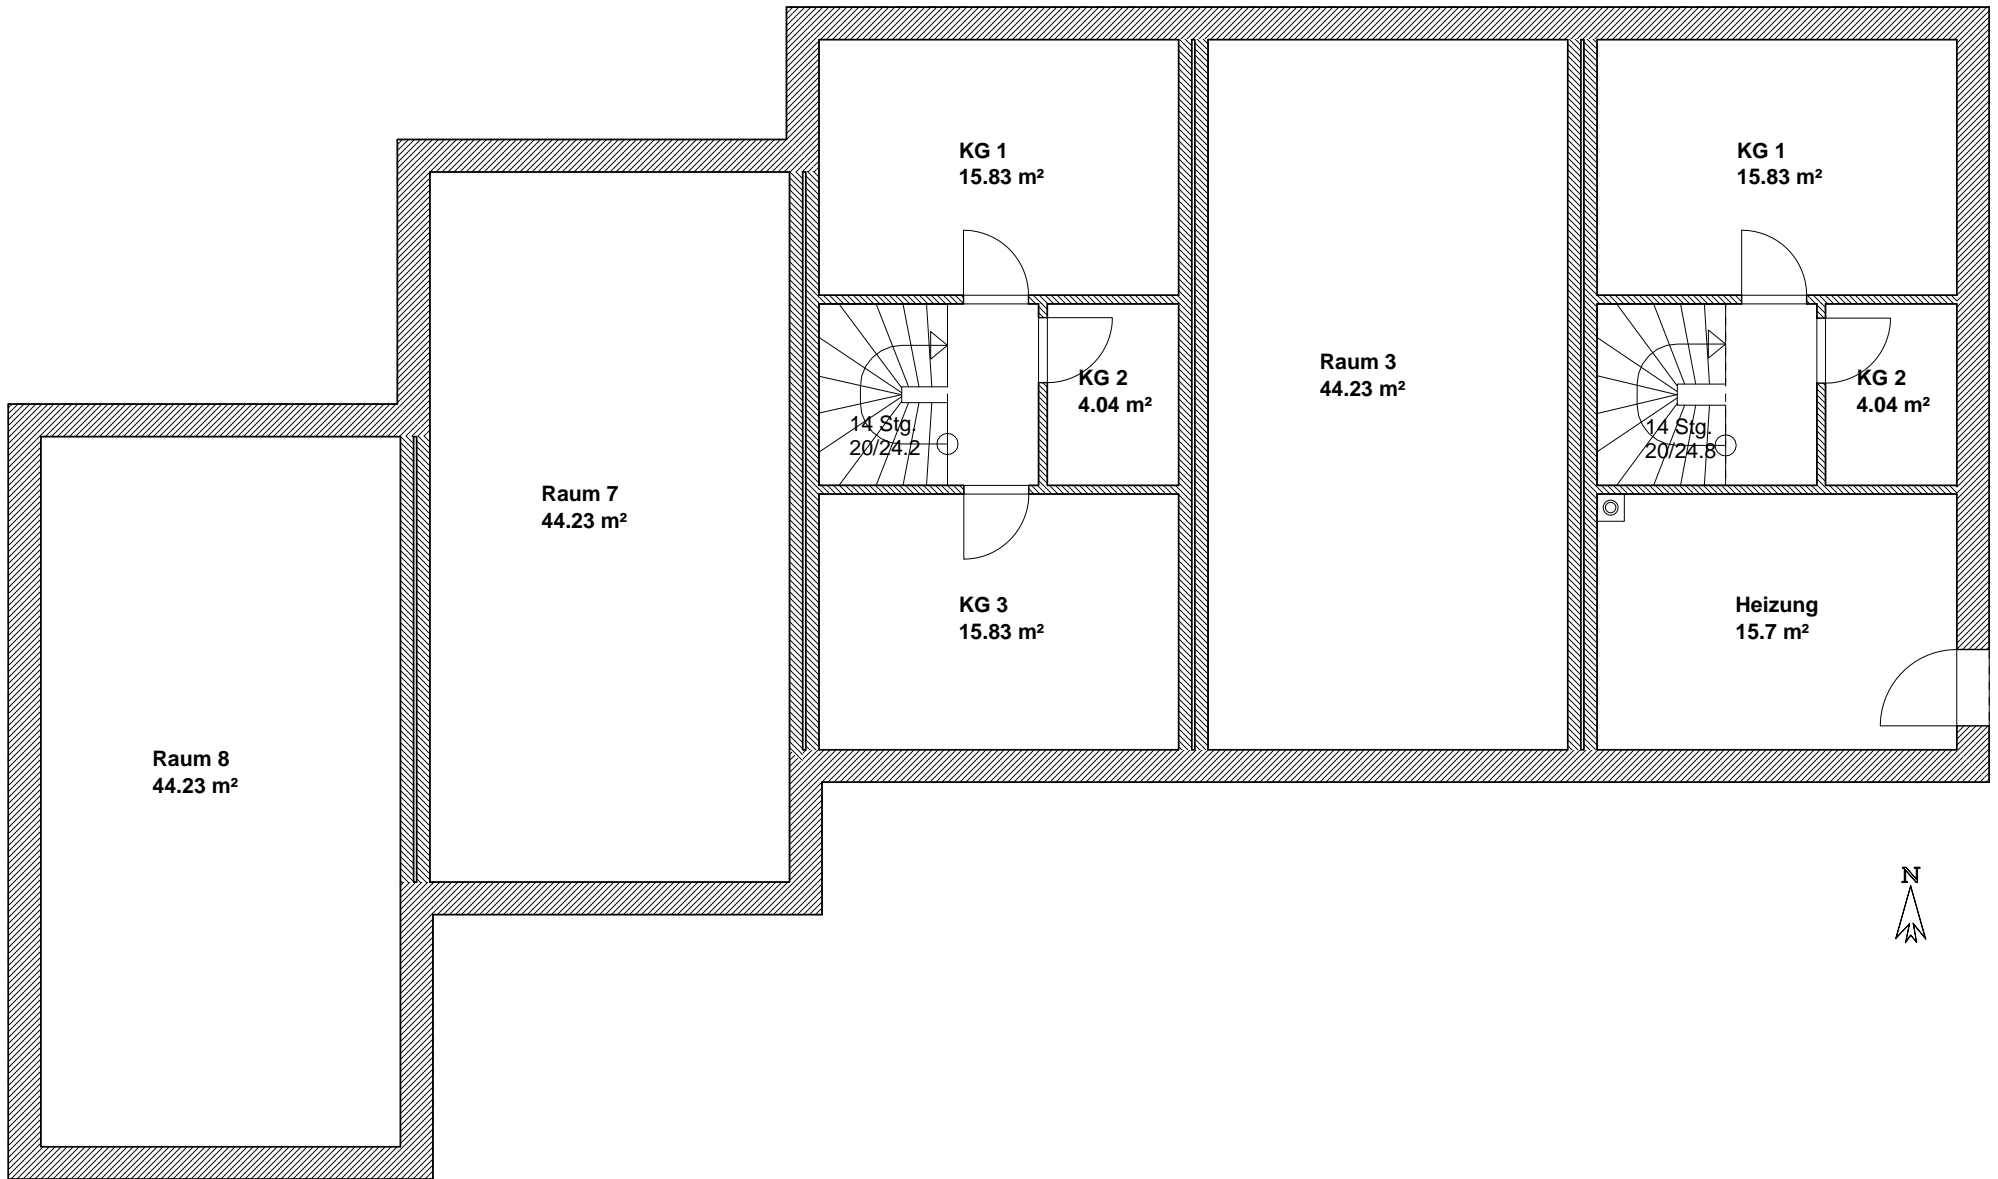 KG 1
15.83 m²
KG 1
15.83 m²
Raum 3
44.23 m²
KG 2
4.04 m²
KG 2
4.04 m²
14 Stg.
20/24.2
14 Stg.
20/24.8
Raum 7
44.23 m²
KG 3
15.83 m²
Heizung
15.7 m²
Raum 8
44.23 m²
N